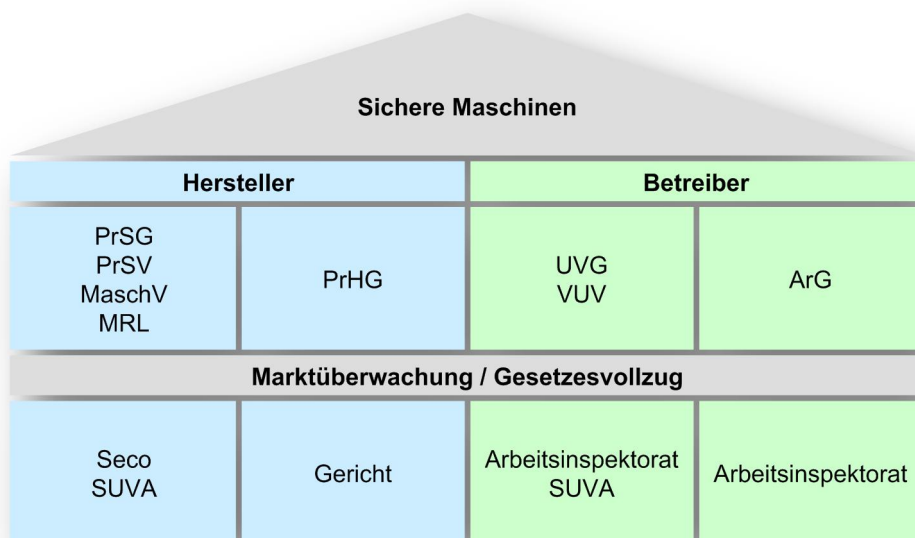 Sichere Maschinen
Hersteller
Betreiber
PrSG
PrSV
MaschV
MRL
PrHG
UVG
VUV
ArG
Marktüberwachung / Gesetzesvollzug
Seco
SUVA
Gericht
Arbeitsinspektorat
SUVA
Arbeitsinspektorat